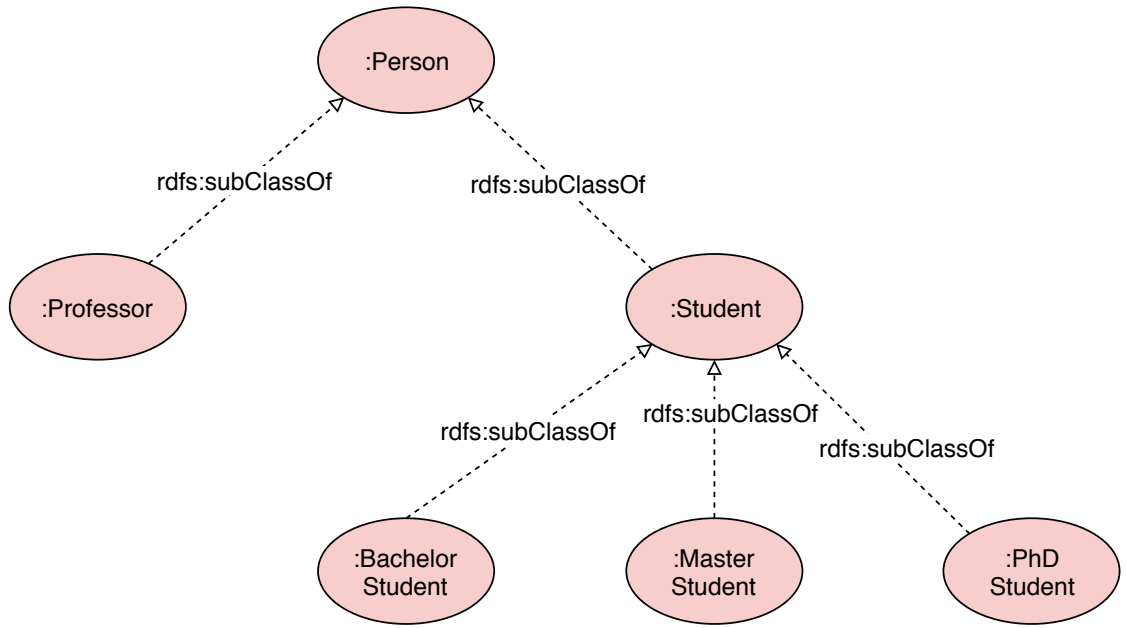 :Person
rdfs:subClassOf
rdfs:subClassOf
:Professor
:Student
rdfs:subClassOf
rdfs:subClassOf
rdfs:subClassOf
:Bachelor
Student
:Master
Student
:PhD
Student